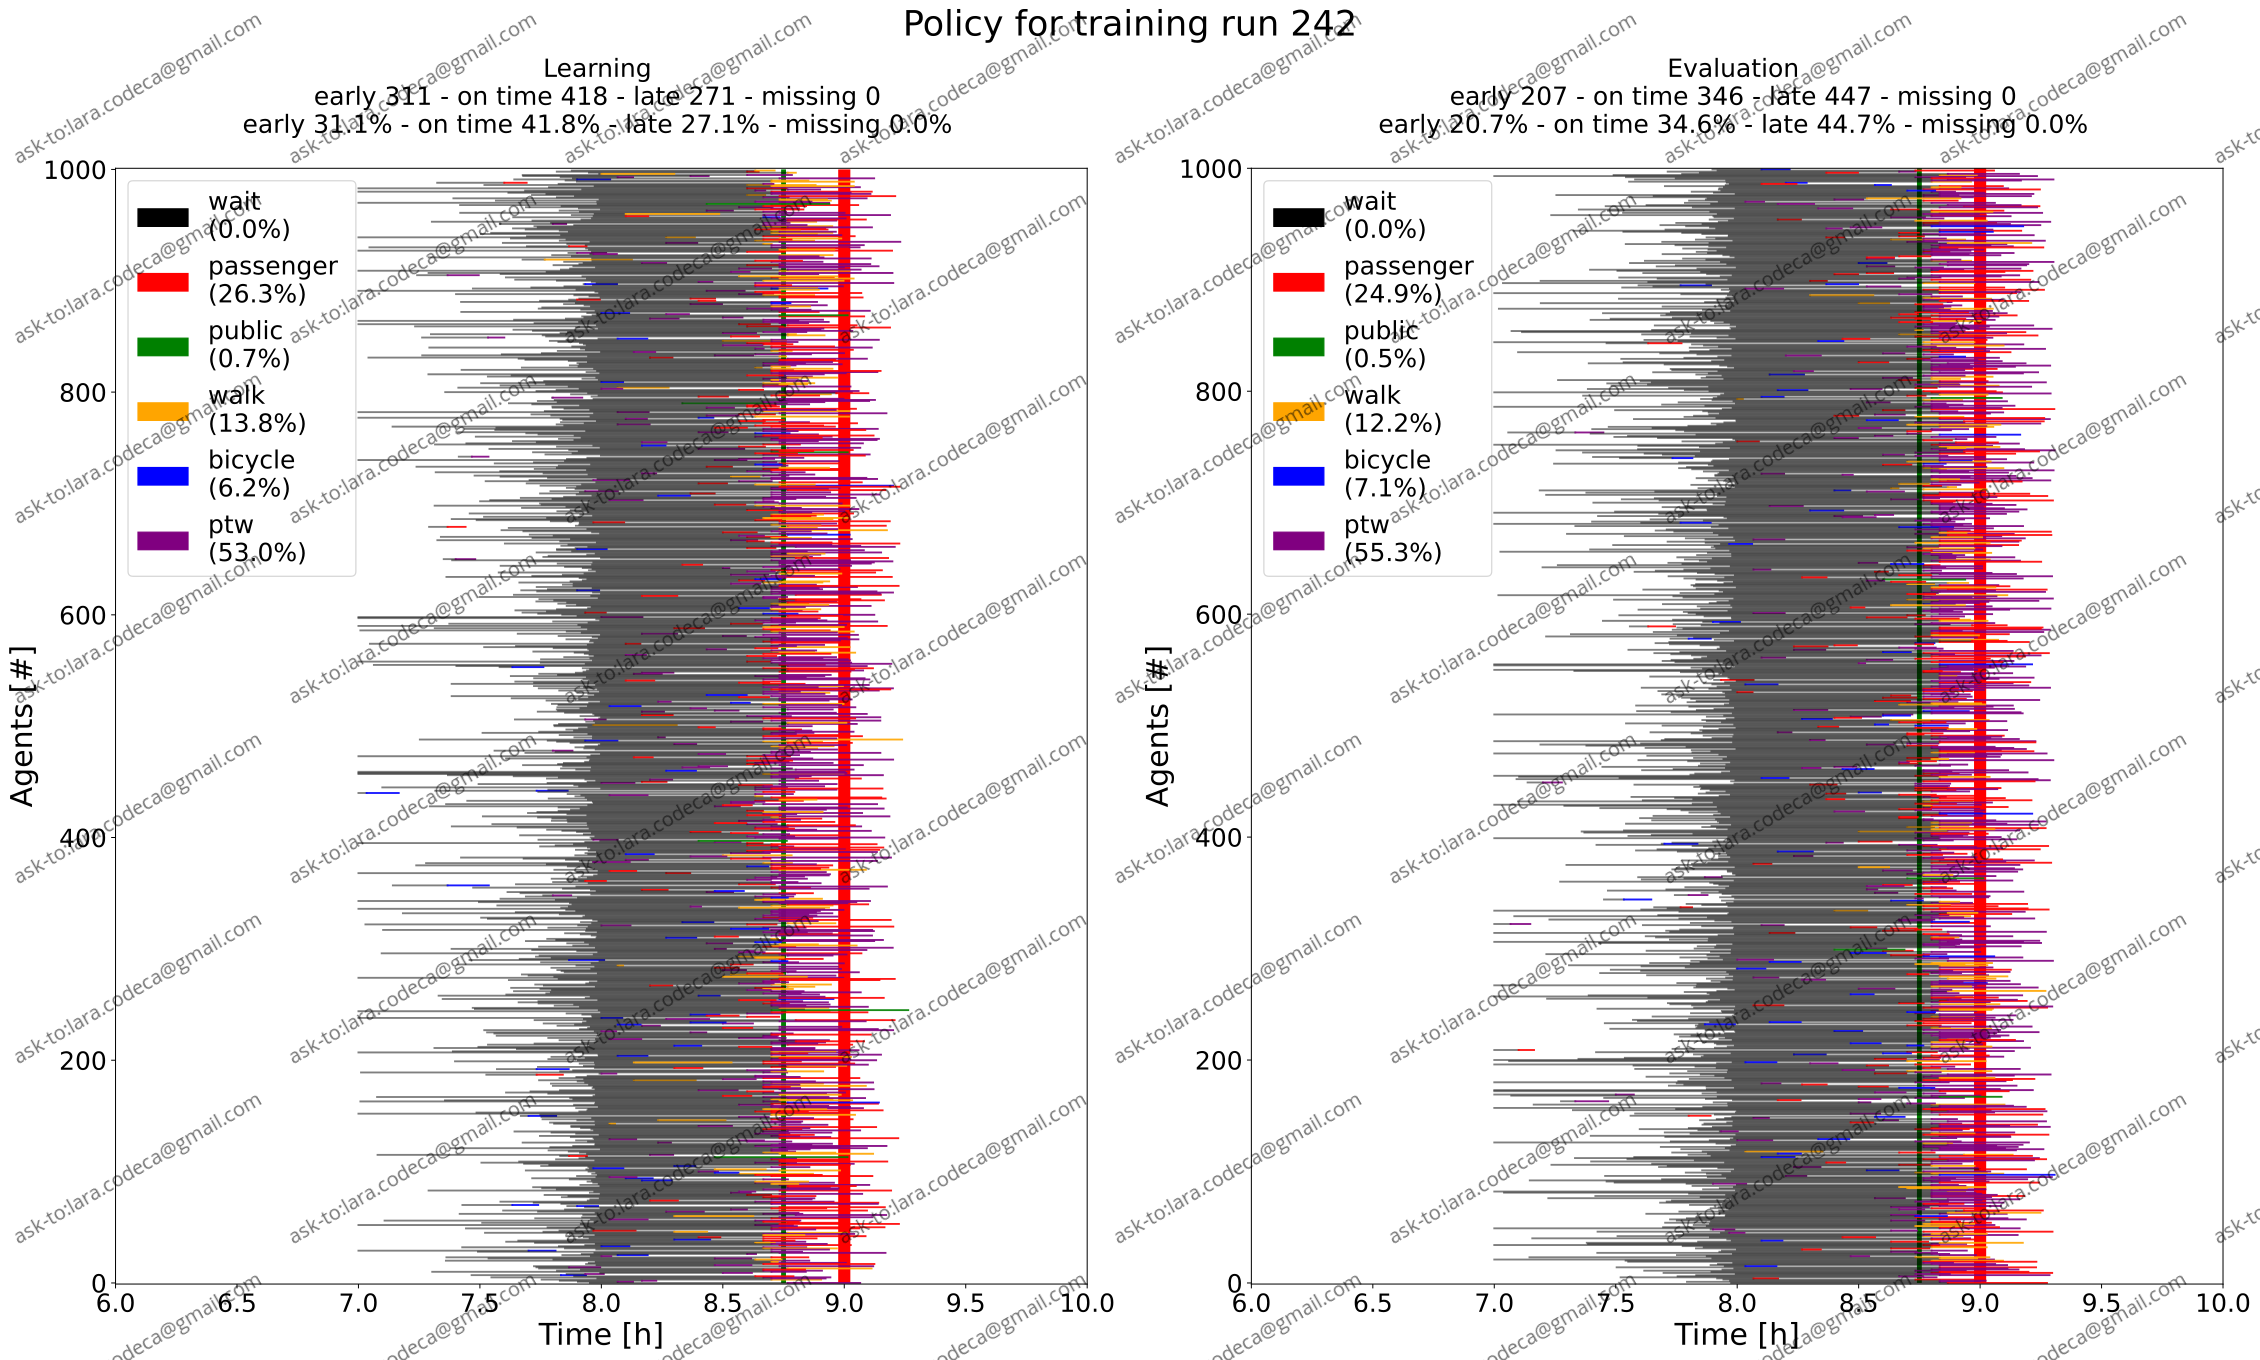 Policy for training run 242
Learning
early 311 - on time 418 - late 271 - missing 0
early 31.1% - on time 41.8% - late 27.1% - missing 0.0%
Evaluation
early 207 - on time 346 - late 447 - missing 0
early 20.7% - on time 34.6% - late 44.7% - missing 0.0%
wait
(0.0%)
passenger
(26.3%)
public
(0.7%)
walk
(13.8%)
bicycle
(6.2%)
ptw
(53.0%)
1000
800
600
400
200
0
Agents [#]
6.0 6.5 7.0 7.5 8.0 8.5 9.0 9.5 10.0
Time [h]
wait
(0.0%)
passenger
(24.9%)
public
(0.5%)
walk
(12.2%)
bicycle
(7.1%)
ptw
(55.3%)
1000
800
600
400
200
0
Agents [#]
6.0 6.5 7.0 7.5 8.0 8.5 9.0 9.5 10.0
Time [h]
ask-to:lara.codeca@gmail.com